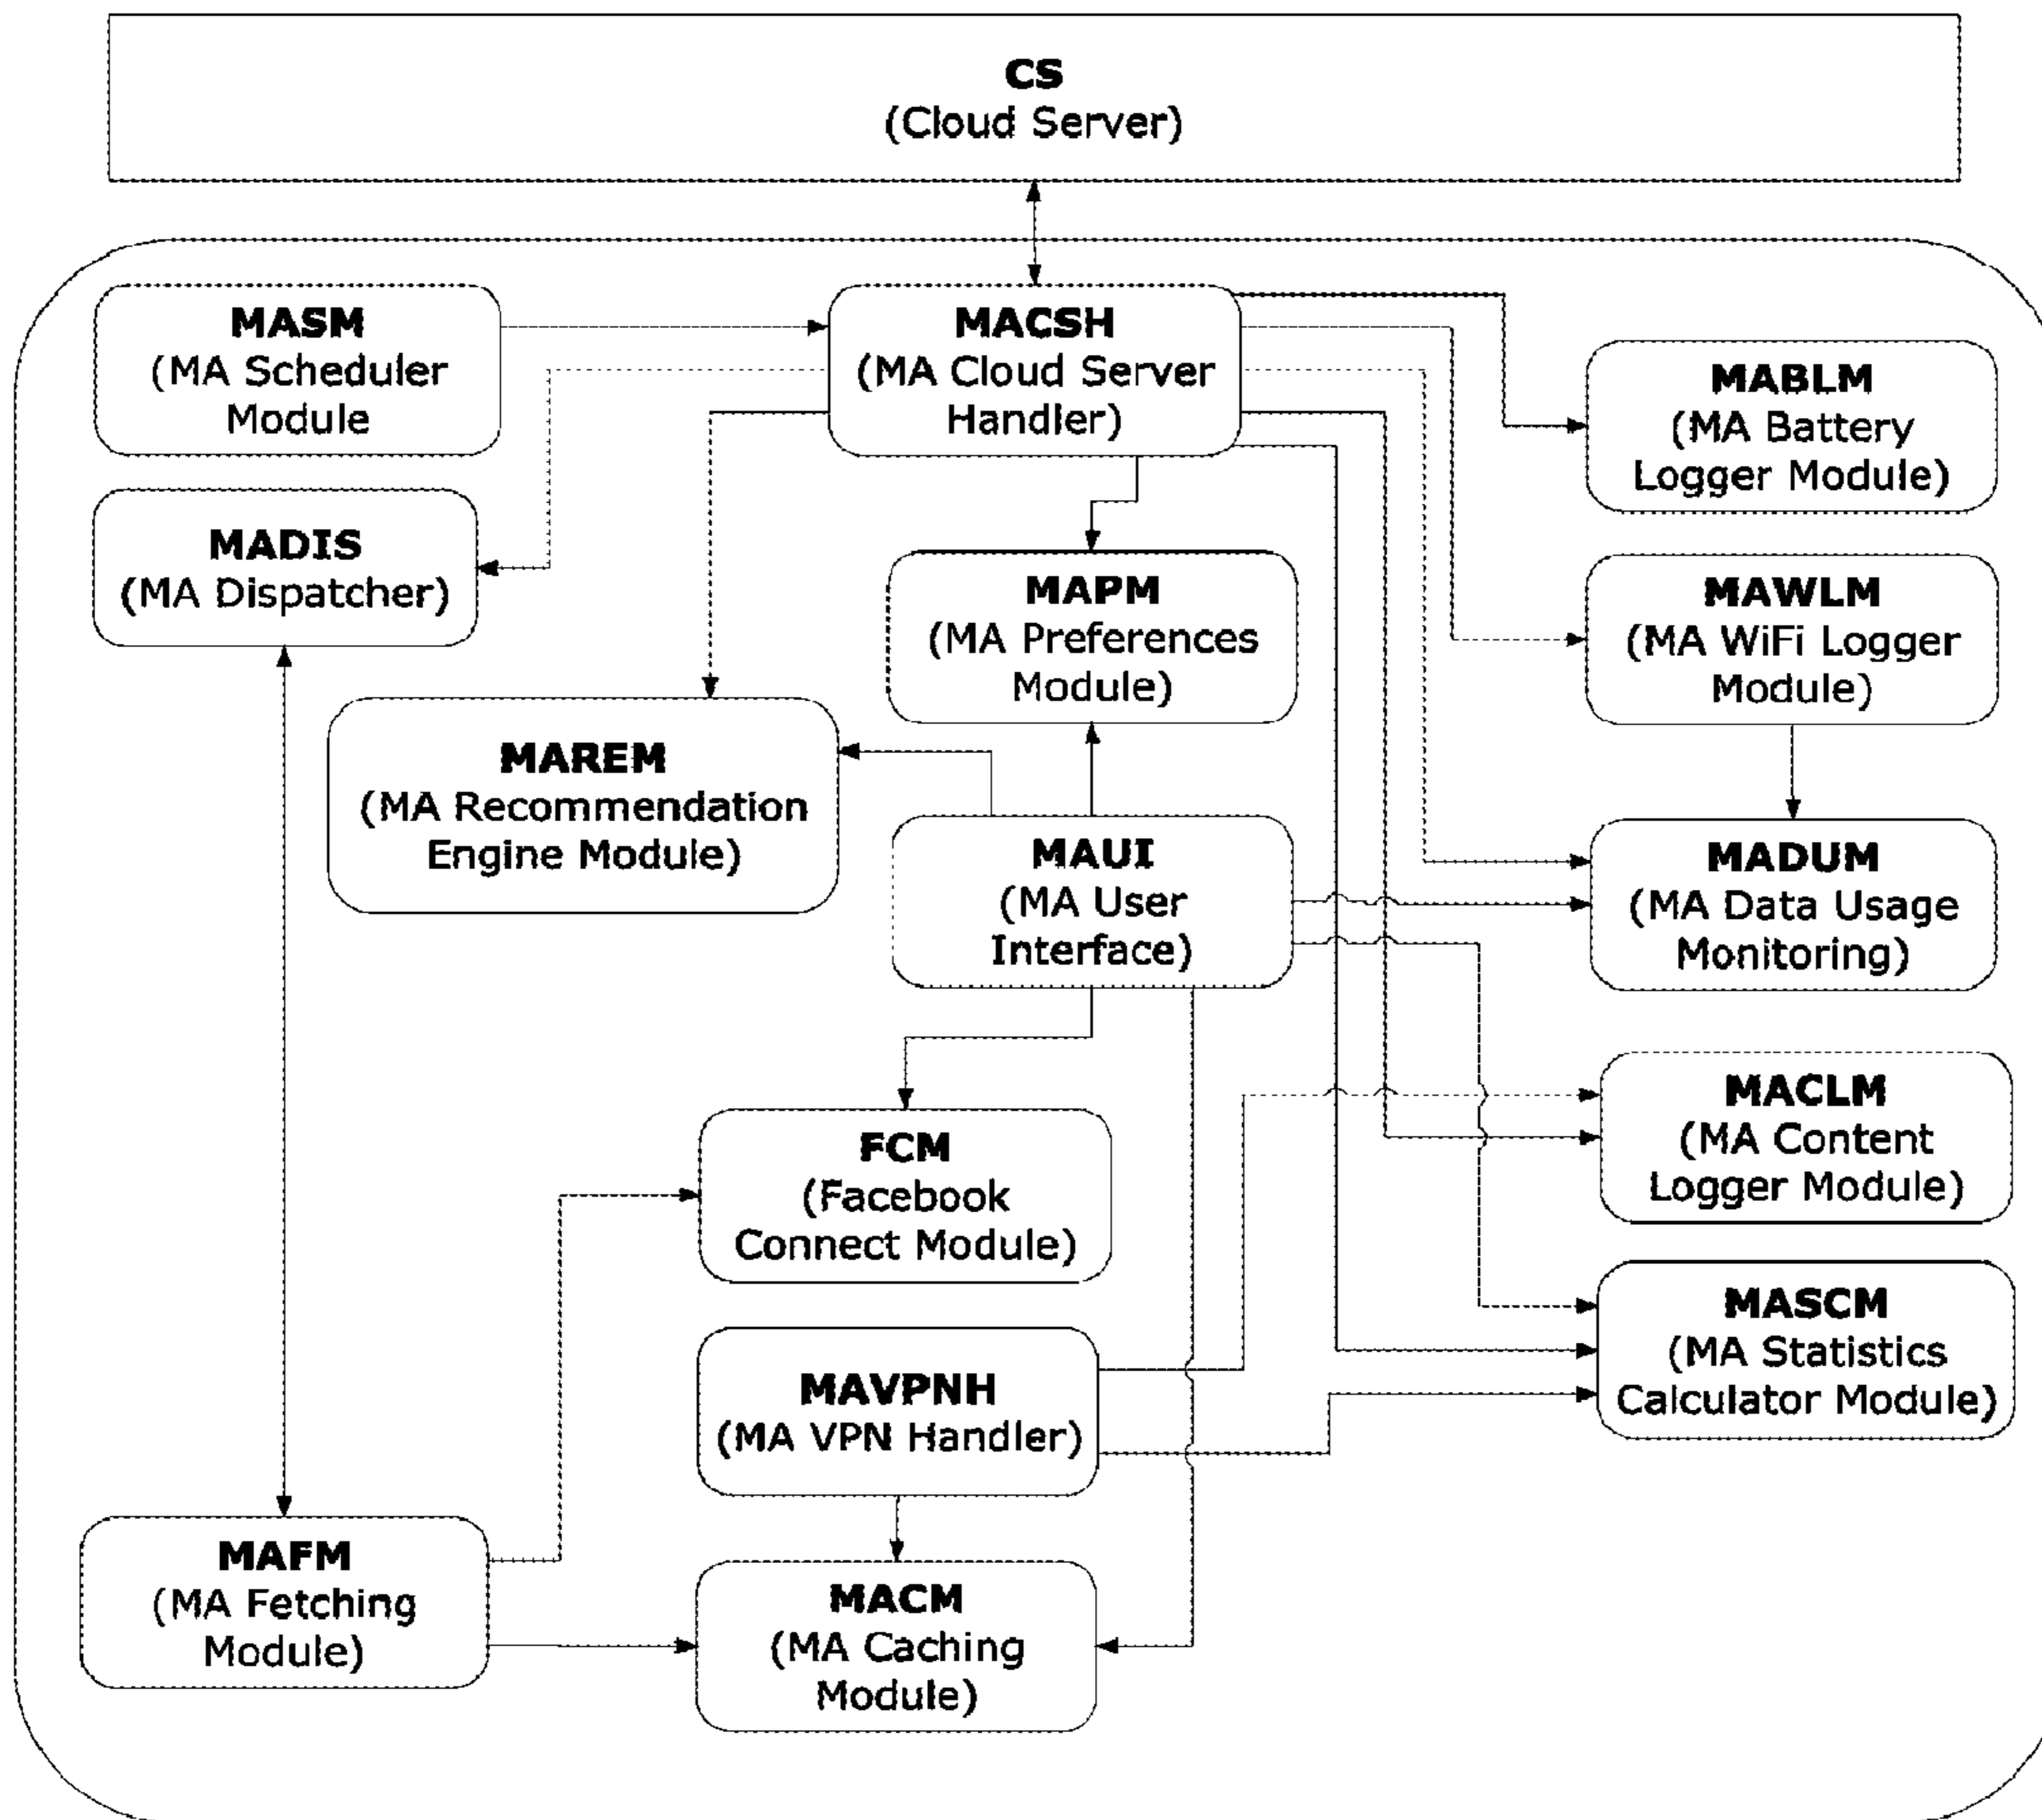 CS
(Cloud Server)
MASM
(MA Scheduler
Module
MACSH
(MA Cloud Server
Handler)
MABLM
(MA Battery
Logger Module)
MADIS
(MA Dispatcher)
MAPM
(MA Preferences
Module)
MAWLM
(MA WiFi Logger
Module)
MAREM
(MA Recommendation
Engine Module)
MAUI
(MA User
Interface)
MADUM
(MA Data Usage
Monitoring)
FCM
(Facebook
Connect Module)
MACLM
(MA Content
Logger Module)
MASCM
(MA Statistics
Calculator Module)
MAVPNH
(MA VPN Handler)
MAFM
(MA Fetching
Module)
MACM
(MA Caching
Module)